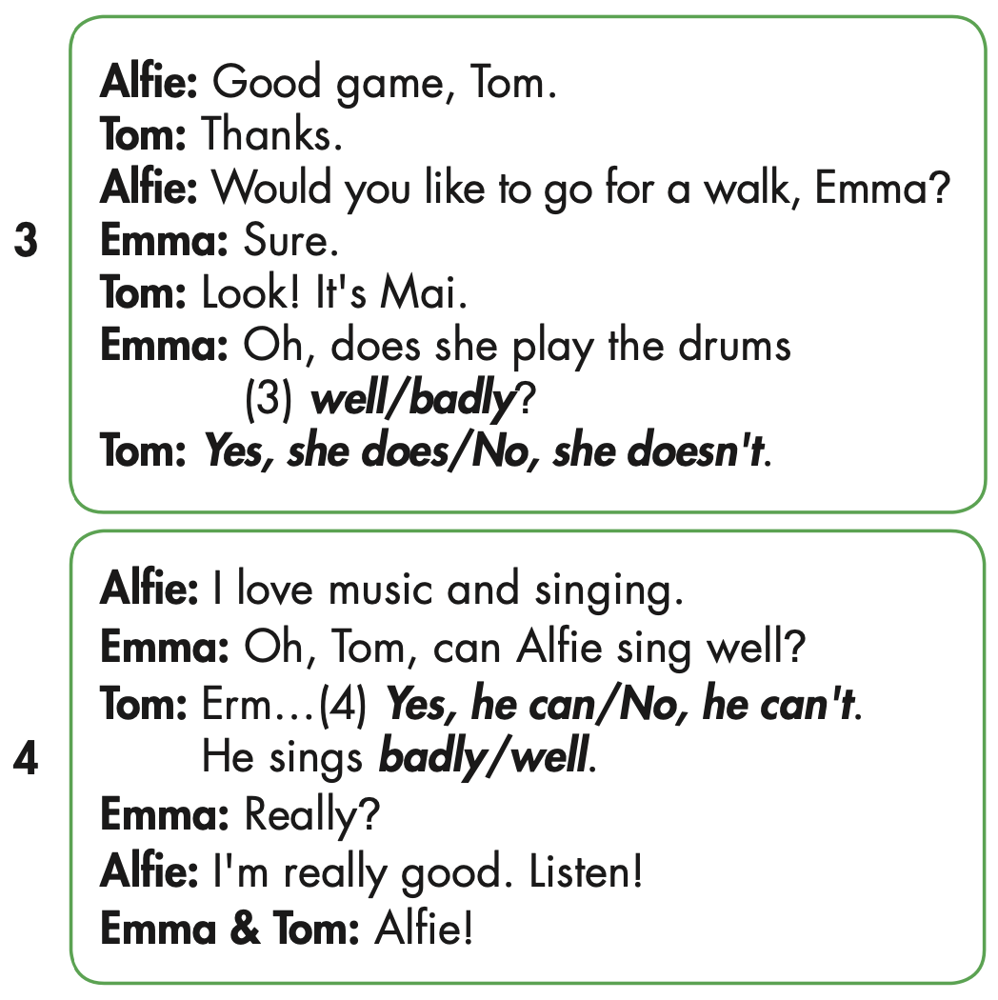 3
Alfie: Good game, Tom.
Tom: Thanks.
Alfie: Would you like to go for a walk, Emma?
Emma: Sure.
Tom: Look! It's Mai.
Emma: Oh, does she play the drums
(3) well/badly?
Tom: Yes, she does/No, she doesn't.
4
Alfie: I love music and singing.
Emma: Oh, Tom, can Alfie sing well?
Tom: Erm...(4) Yes, he can/No, he can't.
He sings badly/well.
Emma: Really?
Alfie: I'm really good. Listen!
Emma & Tom: Alfie!